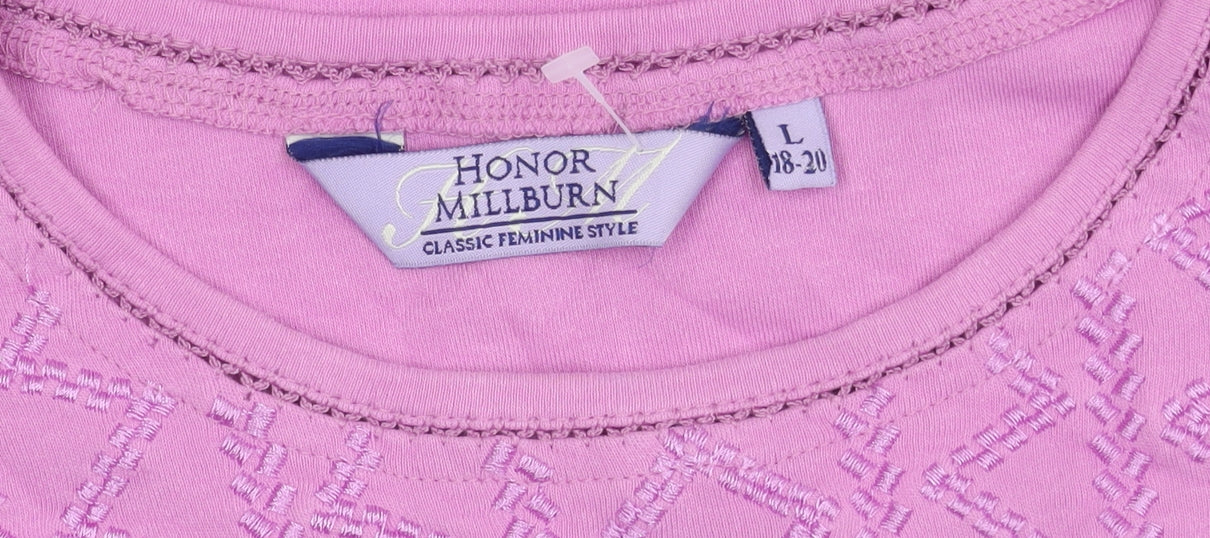 HONOR
MILLBURN
CLASSIC FEMININE STYLE
L
18-20